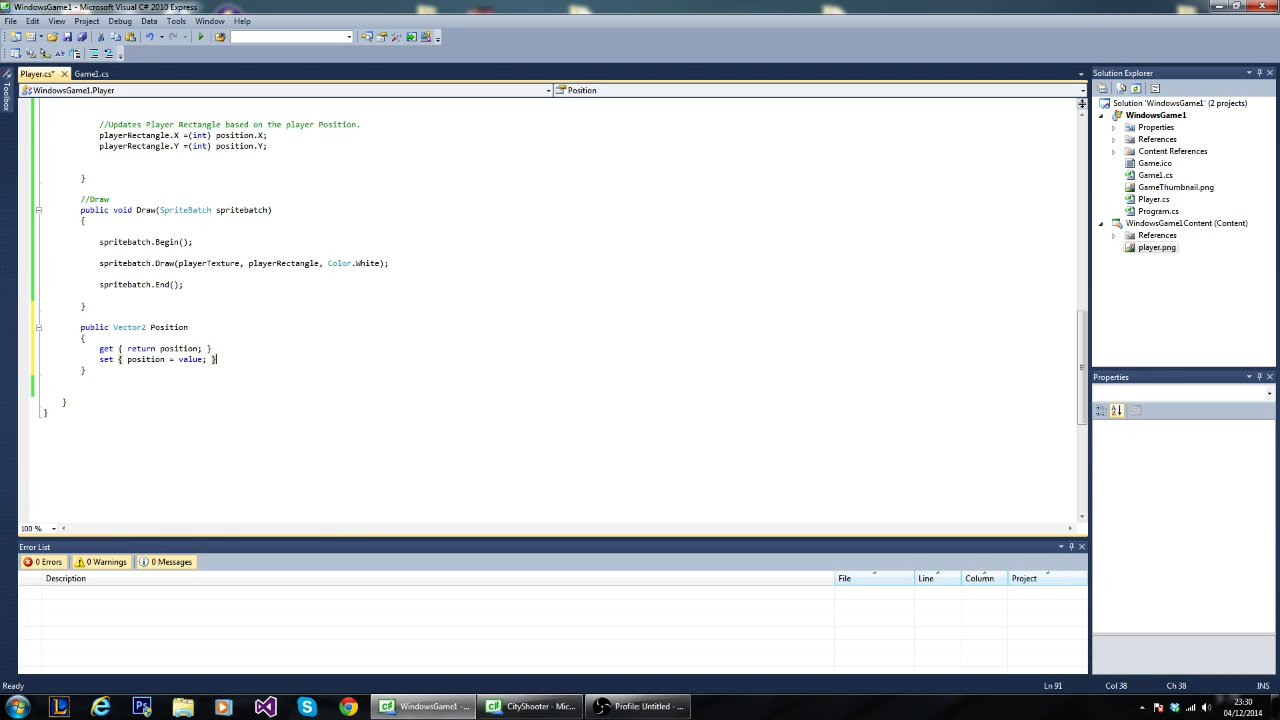 WindowsGame1 - Microsoft Visual C# 2010 Express
File Edit View Project Debug Data Tools Window Help
Player.cs* Game1.cs
WindowsGame1.Player Position
Toolbox
//Updates Player Rectangle based on the player Position.
playerRectangle.X =(int) position.X;
playerRectangle.Y =(int) position.Y;
}
//Draw
public void Draw(SpriteBatch spritebatch)
{
spritebatch.Begin();
spritebatch.Draw(playerTexture, playerRectangle, Color.White);
spritebatch.End();
}
public Vector2 Position
{
get { return position; }
set { position = value; }
}
}
}
100 %
Solution Explorer
Solution 'WindowsGame1' (2 projects)
WindowsGame1
Properties
References
Content References
Game.ico
Game1.cs
GameThumbnail.png
Player.cs
Program.cs
WindowsGame1Content (Content)
References
player.png
Properties
Error List
0 Errors 0 Warnings 0 Messages
Description File Line Column Project
Ready Ln 91 Col 38 Ch 38 INS
WindowsGame1 -... CityShooter - Mic... Profile: Untitled - ...
23:30
04/12/2014